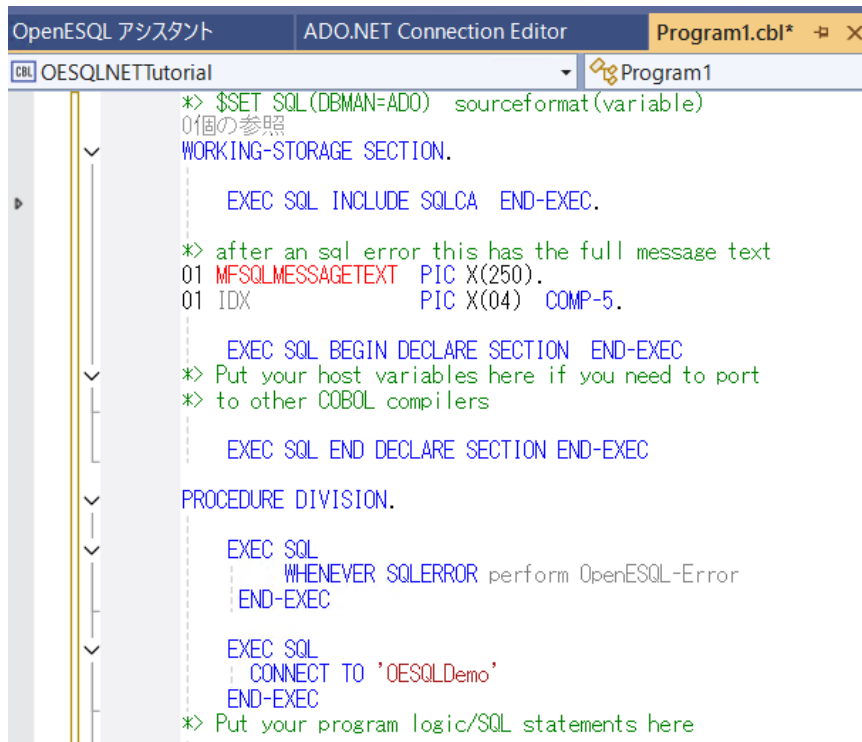 OpenESQL アシスタント ADO.NET Connection Editor Program1.cbl*
CBL OESQLNETTutorial Program1
*> $SET SQL(DBMAN=ADO) sourceformat(variable)
0個の参照
WORKING-STORAGE SECTION.
EXEC SQL INCLUDE SQLCA END-EXEC.
*> after an sql error this has the full message text
01 MFSQLMESSAGETEXT PIC X(250).
01 IDX PIC X(04) COMP-5.
EXEC SQL BEGIN DECLARE SECTION END-EXEC
*> Put your host variables here if you need to port
*> to other COBOL compilers
EXEC SQL END DECLARE SECTION END-EXEC
PROCEDURE DIVISION.
EXEC SQL
WHENEVER SQLERROR perform OpenESQL-Error
END-EXEC
EXEC SQL
CONNECT TO 'OESQLDemo'
END-EXEC
*> Put your program logic/SQL statements here